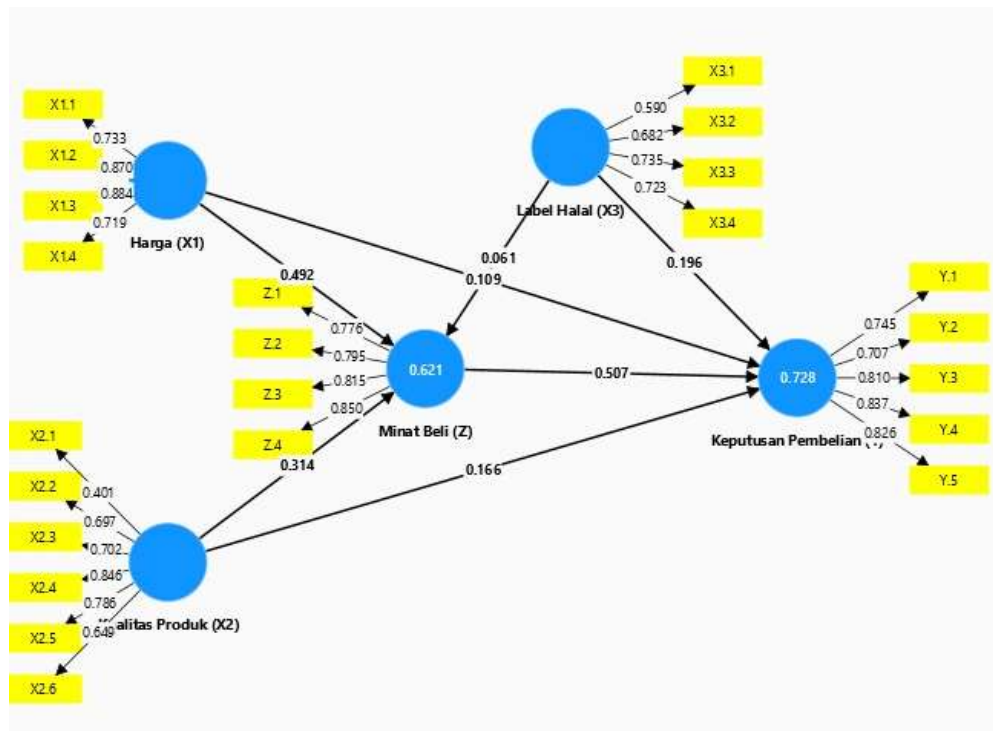 X1.1
X1.2
X1.3
X1.4
0.733
0.870
0.884
0.719
Harga (X1)
X3.1
X3.2
X3.3
X3.4
0.590
0.682
0.735
0.723
Label Halal (X3)
0.492
0.061
0.109
0.196
Z.1
Z.2
Z.3
Z.4
0.776
0.795
0.815
0.850
0.621
Minat Beli (Z)
0.507
0.728
Keputusan Pembelian
Y.1
Y.2
Y.3
Y.4
Y.5
0.745
0.707
0.810
0.837
0.826
0.314
0.166
X2.1
X2.2
X2.3
X2.4
X2.5
X2.6
0.401
0.697
0.702
0.846
0.786
0.649
Produk (X2)